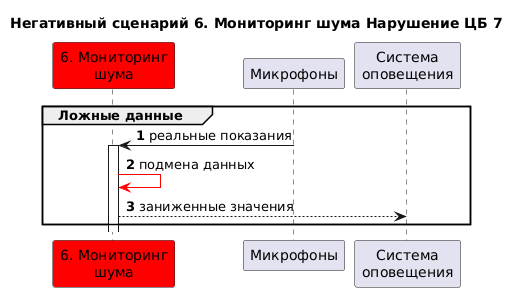 Негативный сценарий 6. Мониторинг шума Нарушение ЦБ 7
6. Мониторинг
шума
Микрофоны
Система
оповещения
Ложные данные
1 реальные показания
2 подмена данных
3 заниженные значения
6. Мониторинг
шума
Микрофоны
Система
оповещения